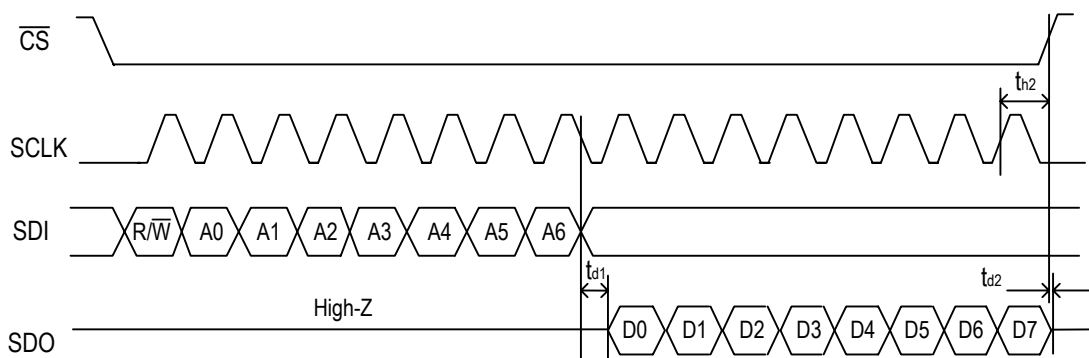 C̅S̅
t_h2
SCLK
SDI R/W̅ A0 A1 A2 A3 A4 A5 A6
t_d1 t_d2
High-Z
SDO D0 D1 D2 D3 D4 D5 D6 D7